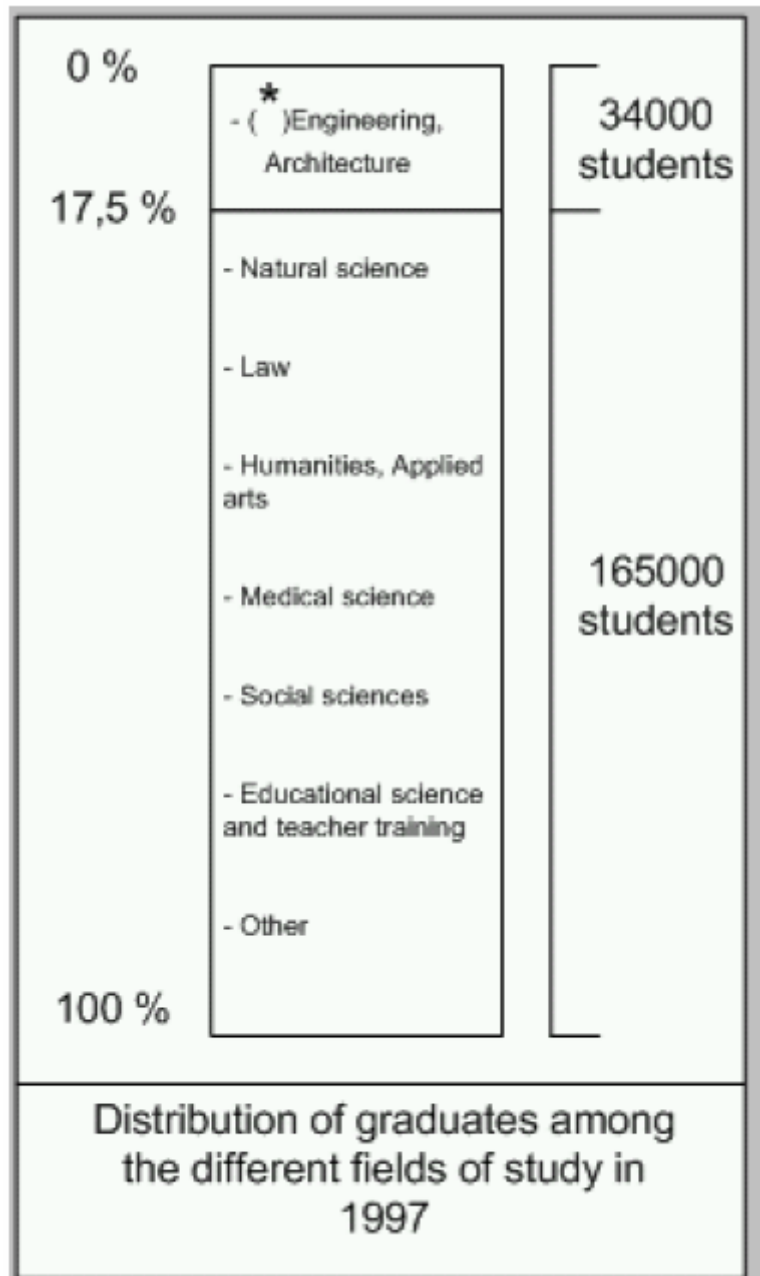 0 %
*
- ( )Engineering,
Architecture
34000
students
17,5 %
- Natural science
- Law
- Humanities, Applied
arts
- Medical science
165000
students
- Social sciences
- Educational science
and teacher training
- Other
100 %
Distribution of graduates among
the different fields of study in
1997